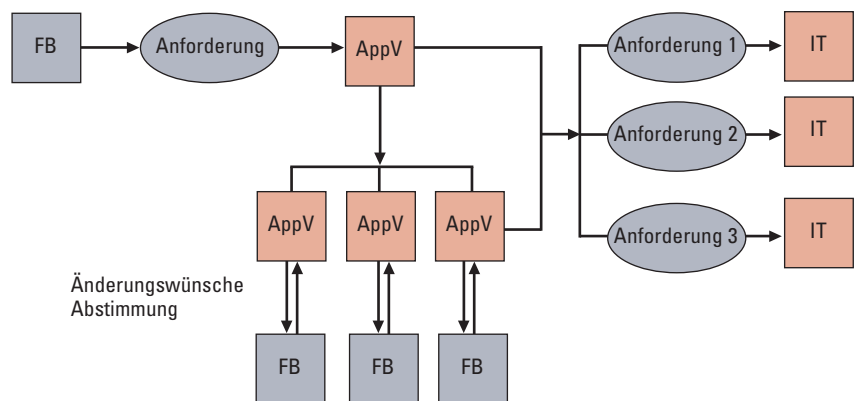 FB
Anforderung
AppV
Anforderung 1
IT
Anforderung 2
IT
AppV
AppV
AppV
Anforderung 3
IT
Änderungswünsche
Abstimmung
FB
FB
FB